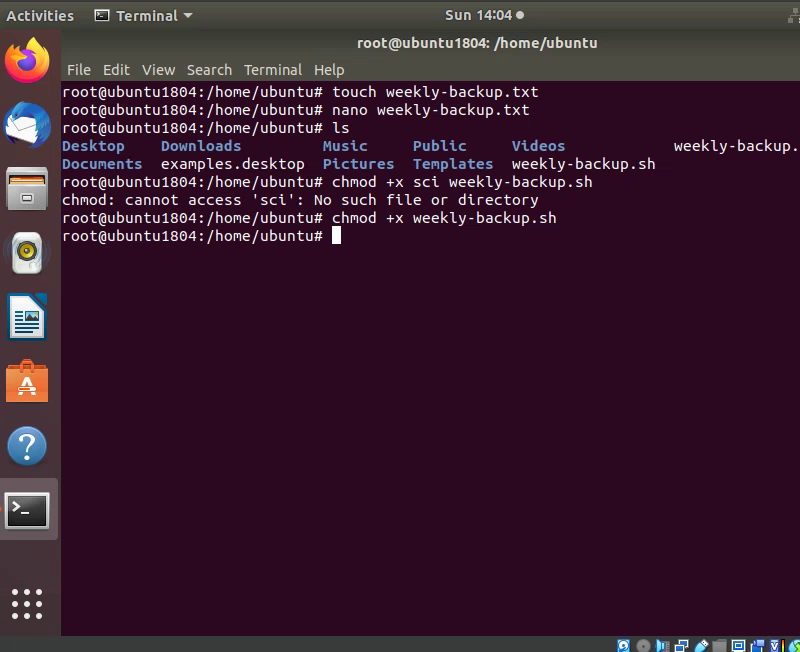 Activities Terminal Sun 14:04
root@ubuntu1804: /home/ubuntu
File Edit View Search Terminal Help
root@ubuntu1804:/home/ubuntu# touch weekly-backup.txt
root@ubuntu1804:/home/ubuntu# nano weekly-backup.txt
root@ubuntu1804:/home/ubuntu# ls
Desktop Downloads Music Public Videos weekly-backup.
Documents examples.desktop Pictures Templates weekly-backup.sh
root@ubuntu1804:/home/ubuntu# chmod +x sci weekly-backup.sh
chmod: cannot access 'sci': No such file or directory
root@ubuntu1804:/home/ubuntu# chmod +x weekly-backup.sh
root@ubuntu1804:/home/ubuntu#